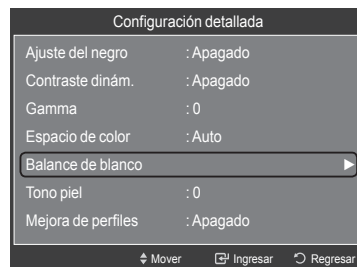 Configuración detallada
Ajuste del negro : Apagado
Contraste dinám. : Apagado
Gamma : 0
Espacio de color : Auto
Balance de blanco
Tono piel : 0
Mejora de perfiles : Apagado
Mover Ingresar Regresar